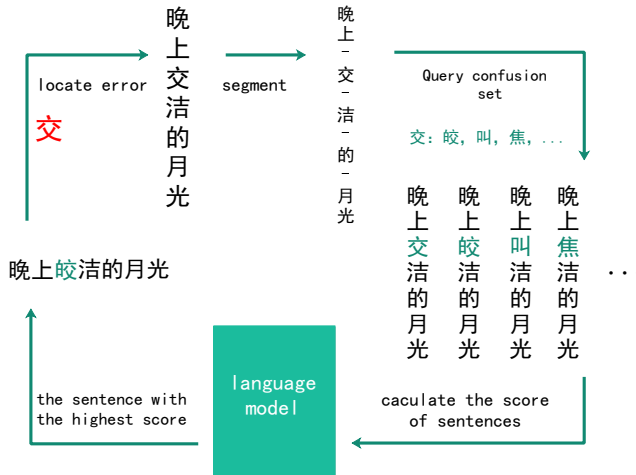 晚上交洁的月光
locate error
交
segment
晚上-交-洁-的-月光
Query confusion
set
交: 皎, 叫, 焦, ...
晚上交洁的月光
晚上皎洁的月光
晚上叫洁的月光
晚上焦洁的月光
..
晚上皎洁的月光
language
model
the sentence with
the highest score
caculate the score
of sentences